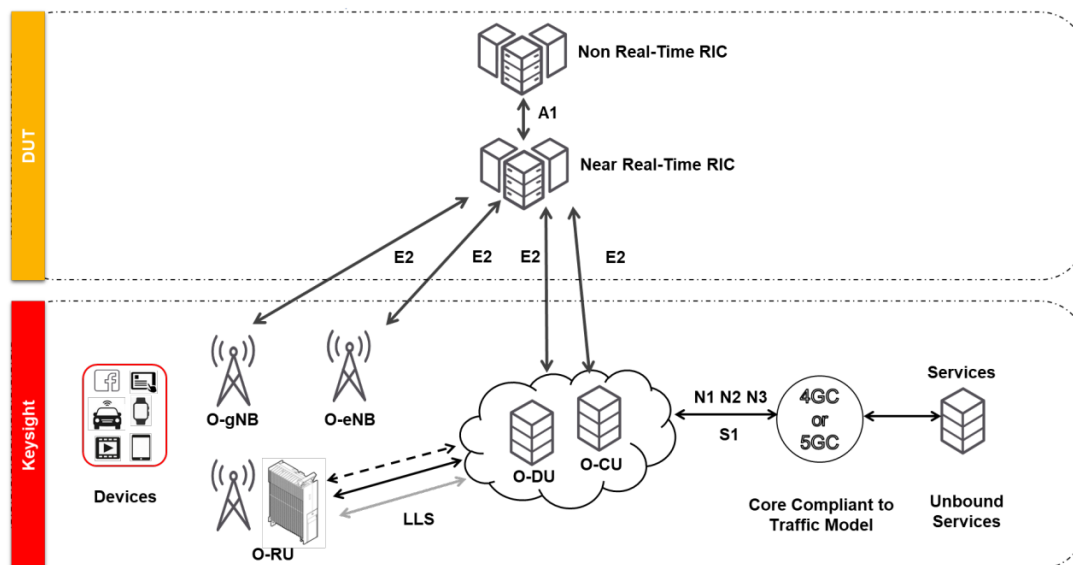 DUT
Non Real-Time RIC
A1
Near Real-Time RIC
E2
E2
E2
E2
Keysight
Devices
O-gNB
O-eNB
O-RU
LLS
O-DU
O-CU
N1 N2 N3
S1
4GC
or
5GC
Core Compliant to
Traffic Model
Services
Unbound
Services